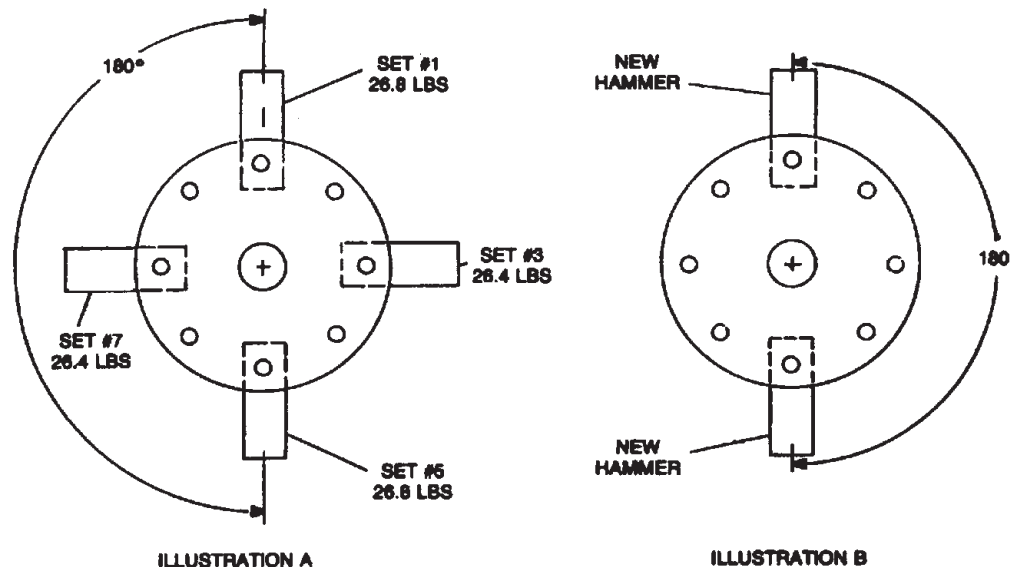 180°
SET #1
26.8 LBS
SET #3
26.4 LBS
SET #7
26.4 LBS
SET #5
26.8 LBS
ILLUSTRATION A
NEW
HAMMER
180
NEW
HAMMER
ILLUSTRATION B